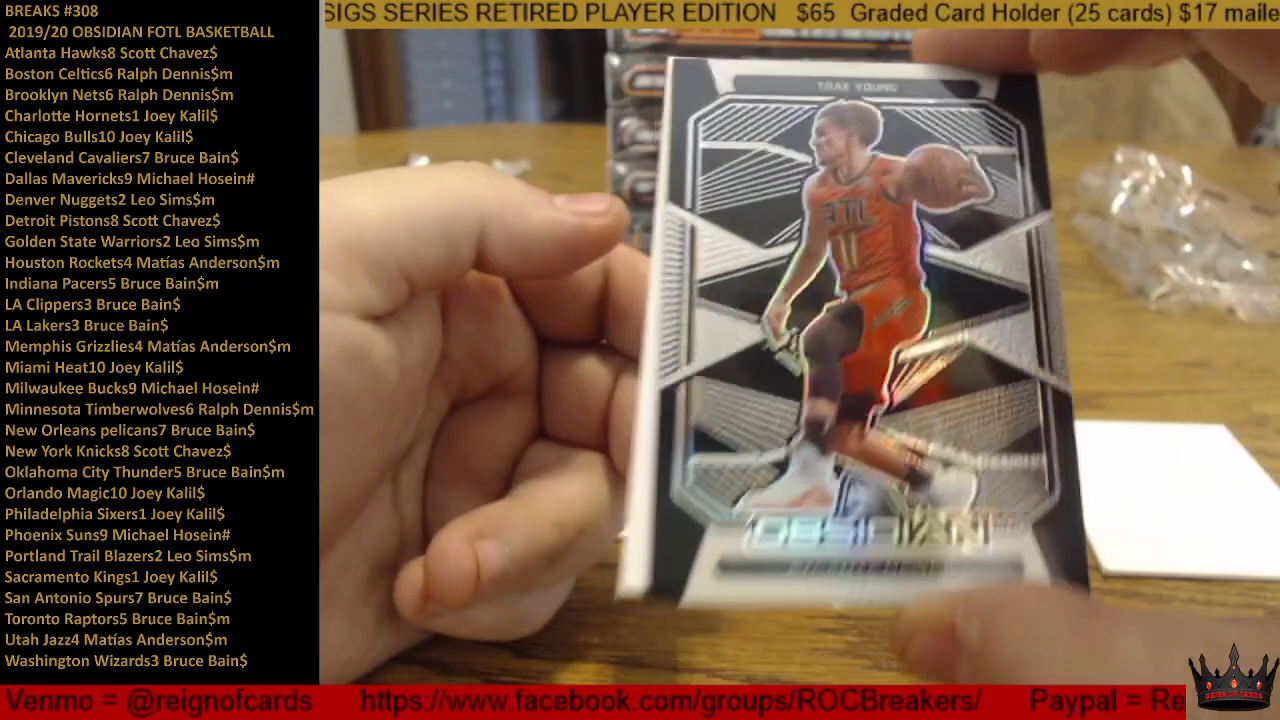 BREAKS #308
2019/20 OBSIDIAN FOTL BASKETBALL
Atlanta Hawks8 Scott Chavez$
Boston Celtics6 Ralph Dennis$m
Brooklyn Nets6 Ralph Dennis$m
Charlotte Hornets1 Joey Kalil$
Chicago Bulls10 Joey Kalil$
Cleveland Cavaliers7 Bruce Bain$
Dallas Mavericks9 Michael Hosein#
Denver Nuggets2 Leo Sims$m
Detroit Pistons8 Scott Chavez$
Golden State Warriors2 Leo Sims$m
Houston Rockets4 Matías Anderson$m
Indiana Pacers5 Bruce Bain$m
LA Clippers3 Bruce Bain$
LA Lakers3 Bruce Bain$
Memphis Grizzlies4 Matías Anderson$m
Miami Heat10 Joey Kalil$
Milwaukee Bucks9 Michael Hosein#
Minnesota Timberwolves6 Ralph Dennis$m
New Orleans pelicans7 Bruce Bain$
New York Knicks8 Scott Chavez$
Oklahoma City Thunder5 Bruce Bain$m
Orlando Magic10 Joey Kalil$
Philadelphia Sixers1 Joey Kalil$
Phoenix Suns9 Michael Hosein#
Portland Trail Blazers2 Leo Sims$m
Sacramento Kings1 Joey Kalil$
San Antonio Spurs7 Bruce Bain$
Toronto Raptors5 Bruce Bain$m
Utah Jazz4 Matías Anderson$m
Washington Wizards3 Bruce Bain$
SIGS SERIES RETIRED PLAYER EDITION $65 Graded Card Holder (25 cards) $17 maile
TRAE YOUNG
ATL
11
OBSIDIAN
Venmo = @reignofcards https://www.facebook.com/groups/ROCBreakers/ Paypal = Re
REIGN OF CARDS